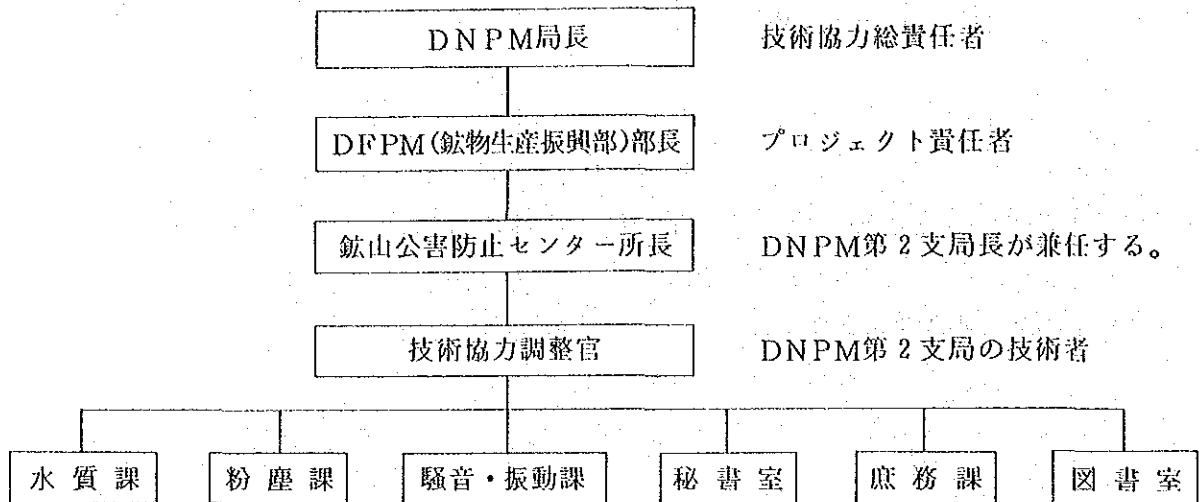 DNPM局長 技術協力総責任者
DFPM(鉱物生産振興部)部長 プロジェクト責任者
鉱山公害防止センター所長 DNPM第2支局長が兼任する。
技術協力調整官 DNPM第2支局の技術者
水質課 粉塵課 騒音・振動課 秘書室 庶務課 図書室